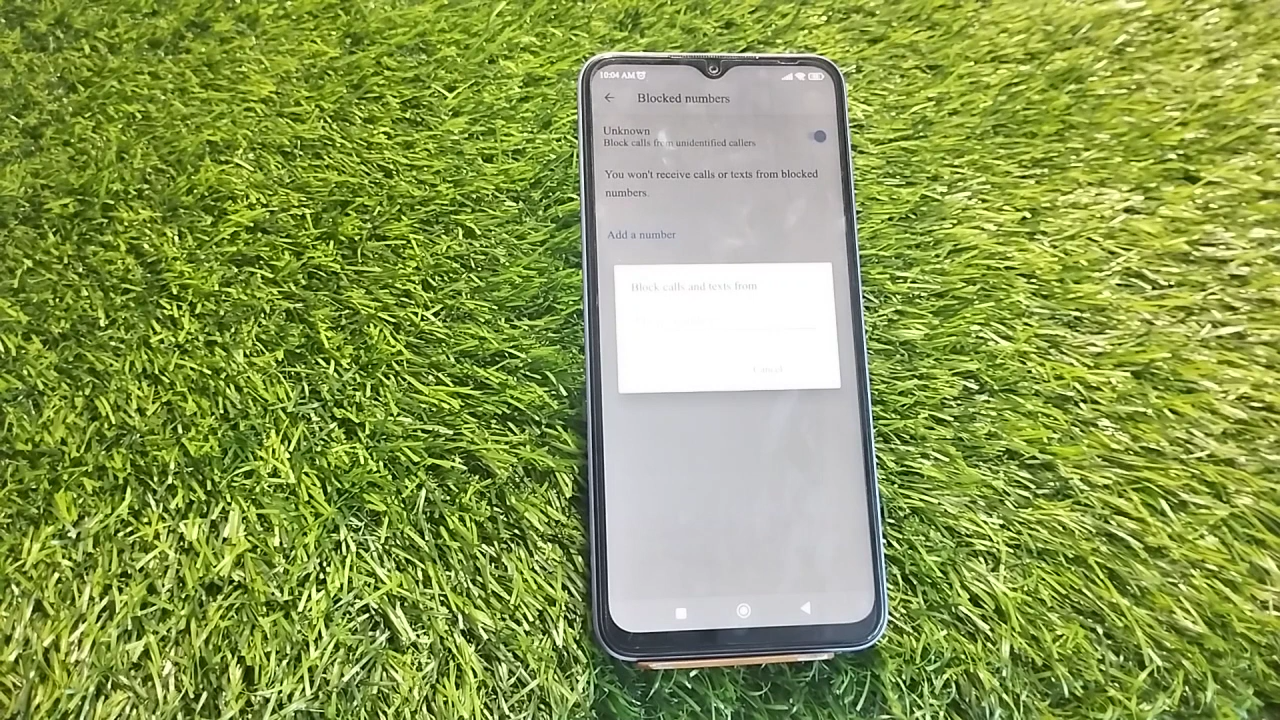 10:04 AM
Blocked numbers
Unknown
Block calls from unidentified callers
You won't receive calls or texts from blocked
numbers.
Add a number
Block calls and texts from
Cancel